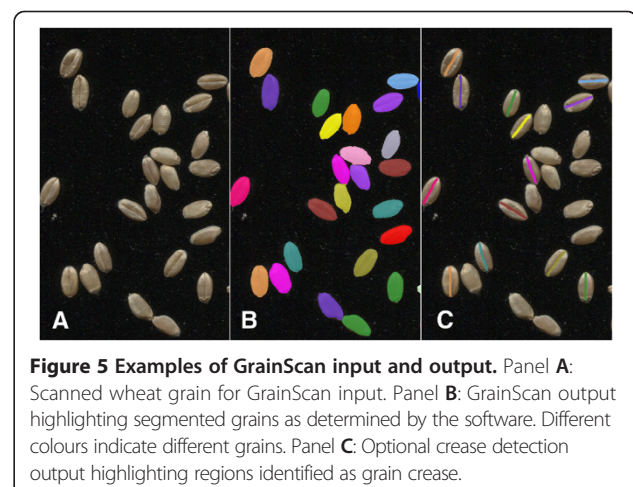 A
B
C
Figure 5 Examples of GrainScan input and output. Panel A:
Scanned wheat grain for GrainScan input. Panel B: GrainScan output
highlighting segmented grains as determined by the software. Different
colours indicate different grains. Panel C: Optional crease detection
output highlighting regions identified as grain crease.